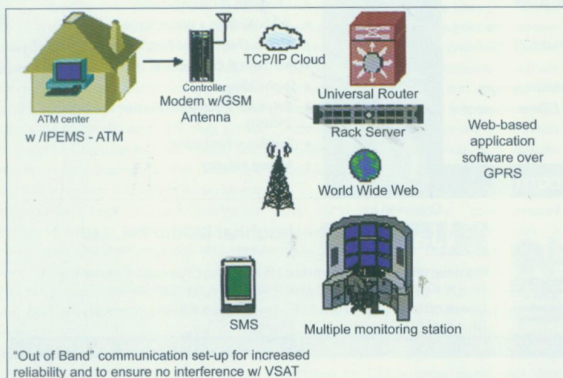 ATM center
w /IPEMS - ATM
Controller
Modem w/GSM
Antenna
TCP/IP Cloud
Universal Router
Rack Server
World Wide Web
Web-based
application
software over
GPRS
SMS
Multiple monitoring station
"Out of Band" communication set-up for increased
reliability and to ensure no interference w/ VSAT